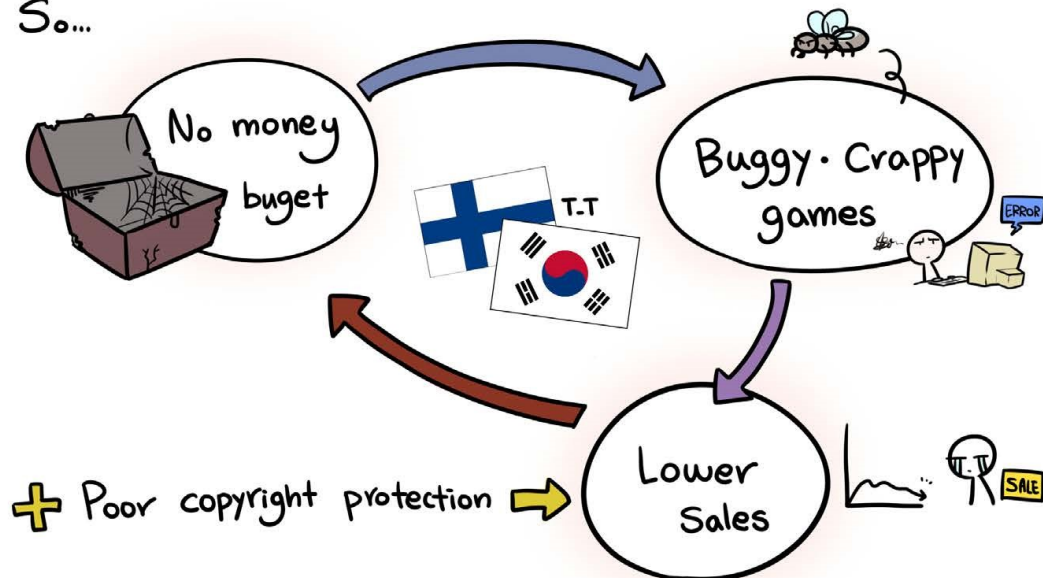 So...
No money
buget
Buggy · Crappy
games
ERROR
T-T
Lower
Sales
SALE
+ Poor copyright protection